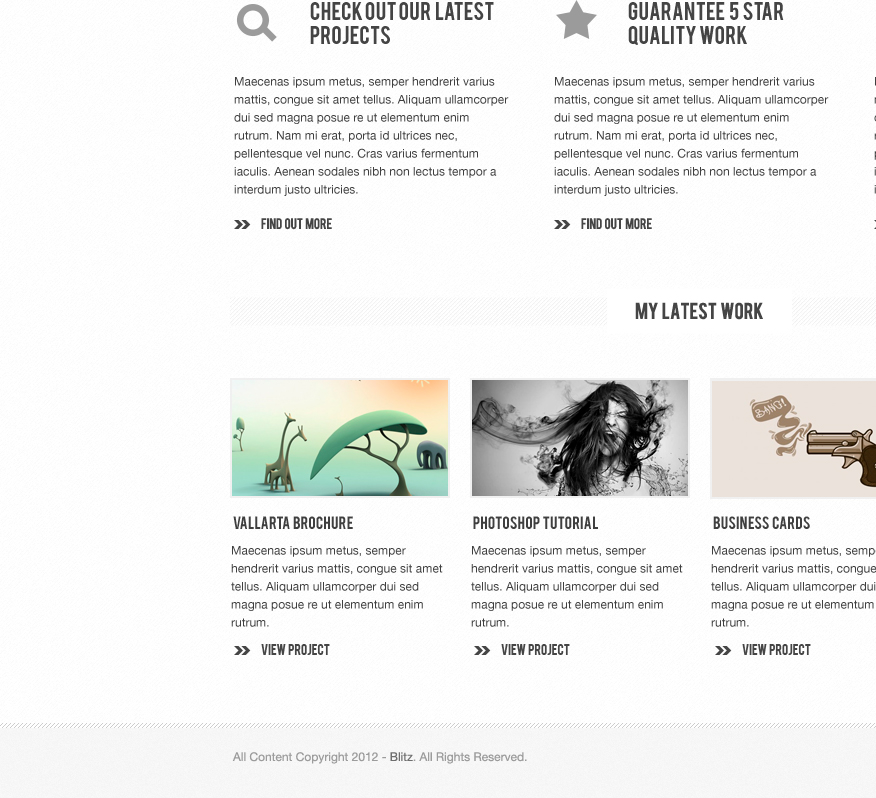 CHECK OUT OUR LATEST
PROJECTS
Maecenas ipsum metus, semper hendrerit varius
mattis, congue sit amet tellus. Aliquam ullamcorper
dui sed magna posue re ut elementum enim
rutrum. Nam mi erat, porta id ultrices nec,
pellentesque vel nunc. Cras varius fermentum
iaculis. Aenean sodales nibh non lectus tempor a
interdum justo ultricies.
FIND OUT MORE
GUARANTEE 5 STAR
QUALITY WORK
Maecenas ipsum metus, semper hendrerit varius
mattis, congue sit amet tellus. Aliquam ullamcorper
dui sed magna posue re ut elementum enim
rutrum. Nam mi erat, porta id ultrices nec,
pellentesque vel nunc. Cras varius fermentum
iaculis. Aenean sodales nibh non lectus tempor a
interdum justo ultricies.
FIND OUT MORE
MY LATEST WORK
VALLARTA BROCHURE
Maecenas ipsum metus, semper
hendrerit varius mattis, congue sit amet
tellus. Aliquam ullamcorper dui sed
magna posue re ut elementum enim
rutrum.
VIEW PROJECT
PHOTOSHOP TUTORIAL
Maecenas ipsum metus, semper
hendrerit varius mattis, congue sit amet
tellus. Aliquam ullamcorper dui sed
magna posue re ut elementum enim
rutrum.
VIEW PROJECT
BANG!
BUSINESS CARDS
Maecenas ipsum metus, semp
hendrerit varius mattis, congue
tellus. Aliquam ullamcorper dui
magna posue re ut elementum
rutrum.
VIEW PROJECT
All Content Copyright 2012 - Blitz. All Rights Reserved.